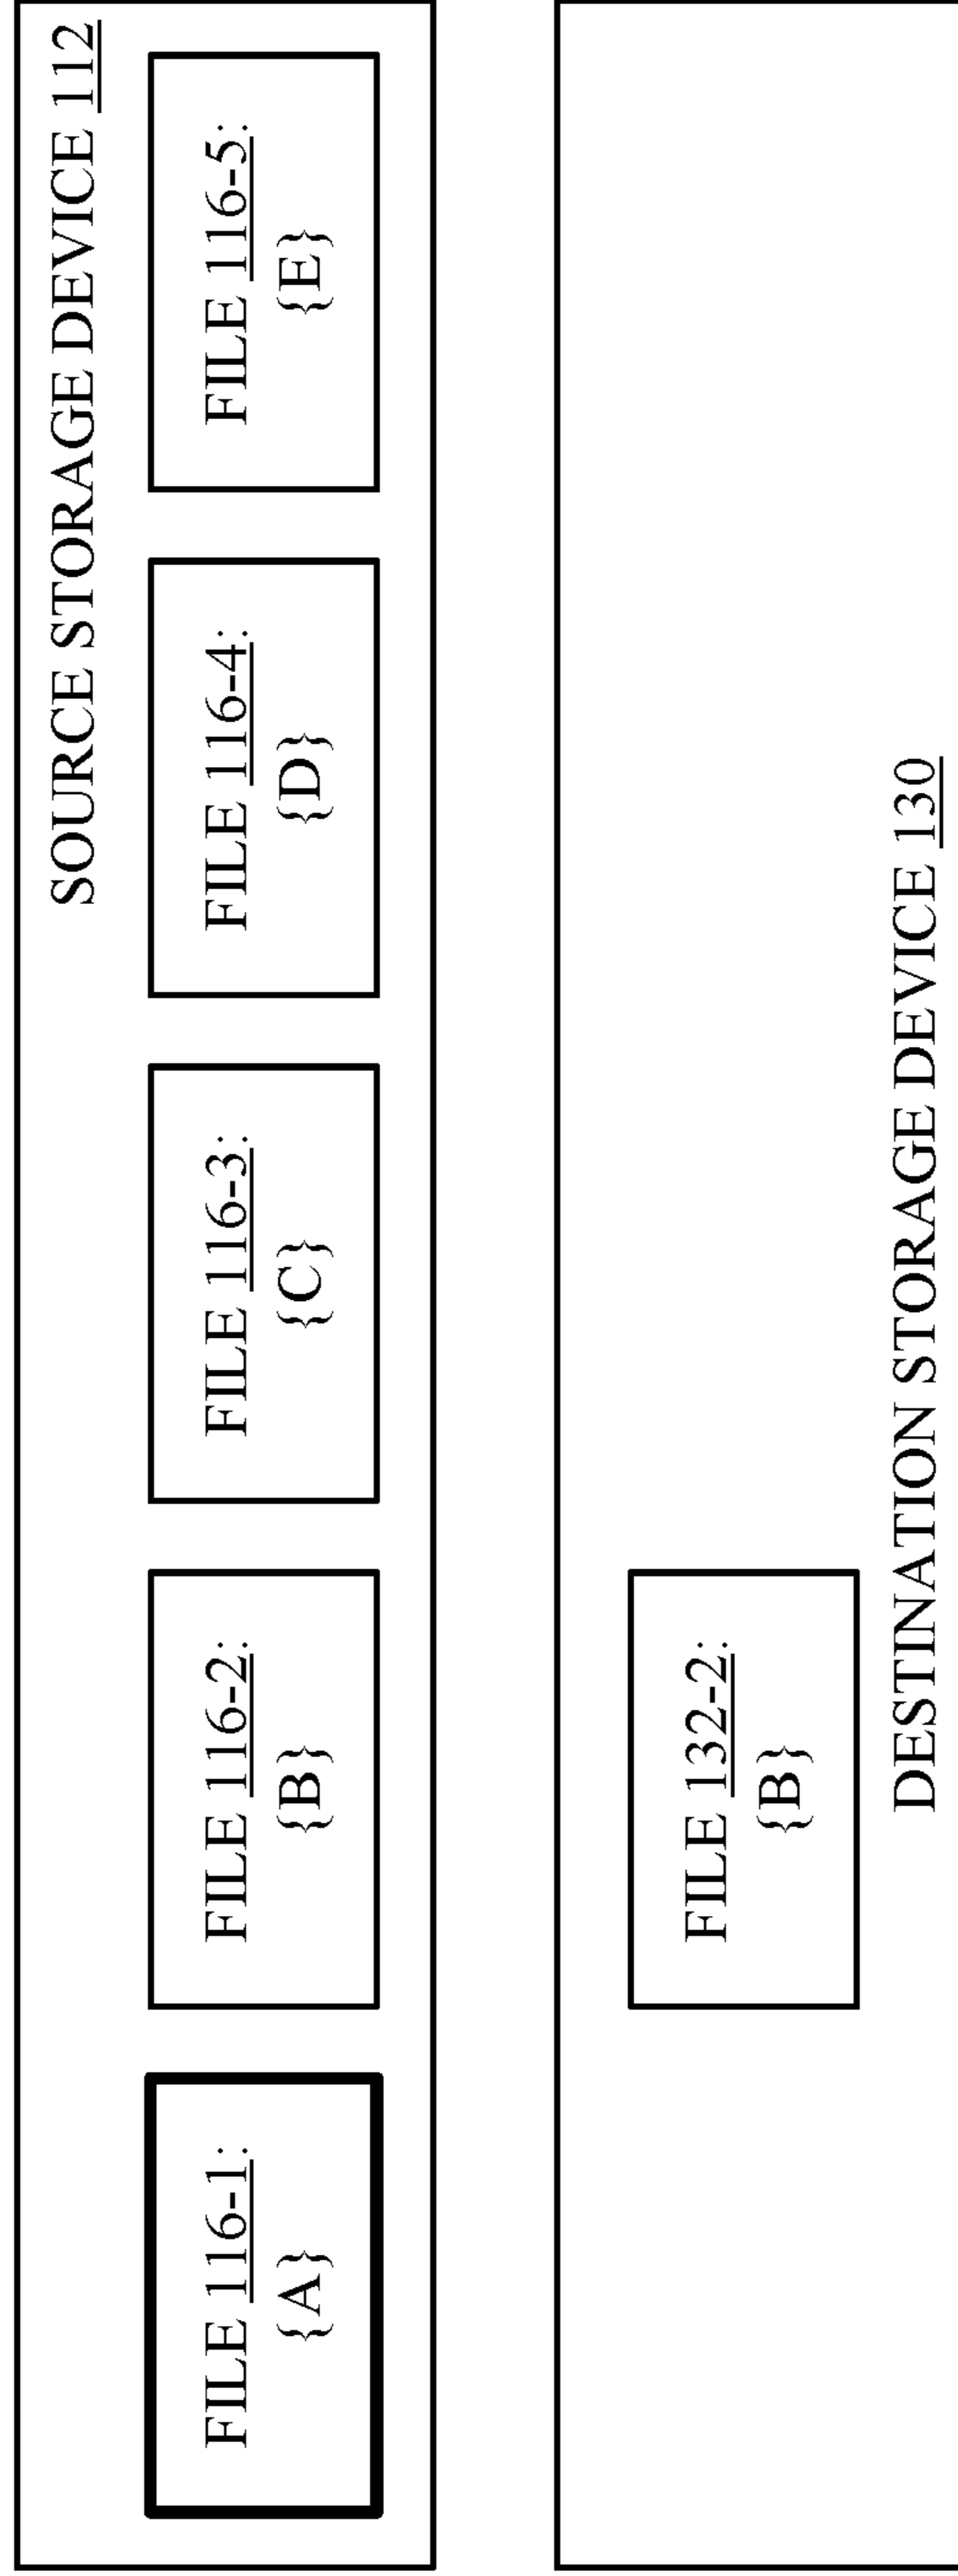 SOURCE STORAGE DEVICE 112
FILE 116-1:
{A}
FILE 116-2:
{B}
FILE 116-3:
{C}
FILE 116-4:
{D}
FILE 116-5:
{E}
FILE 132-2:
{B}
DESTINATION STORAGE DEVICE 130